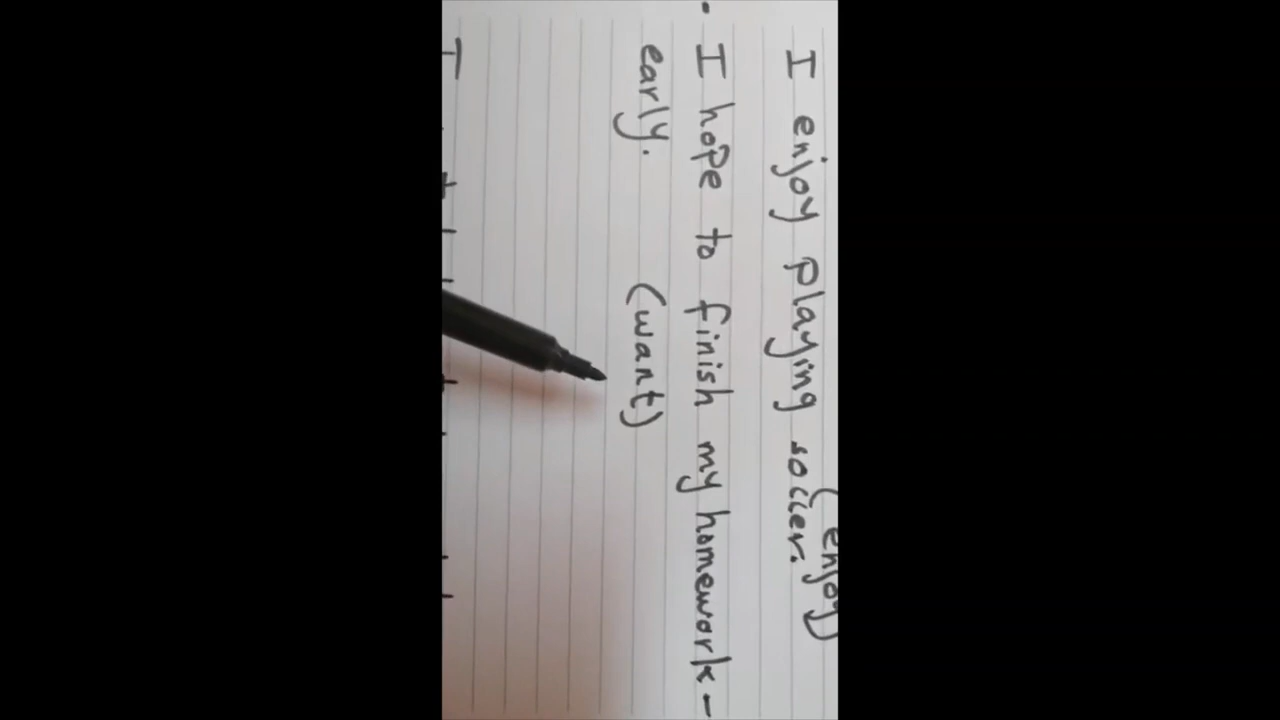 (enjoy)
I enjoy playing soccer.
• I hope to finish my homework -
early. (want)